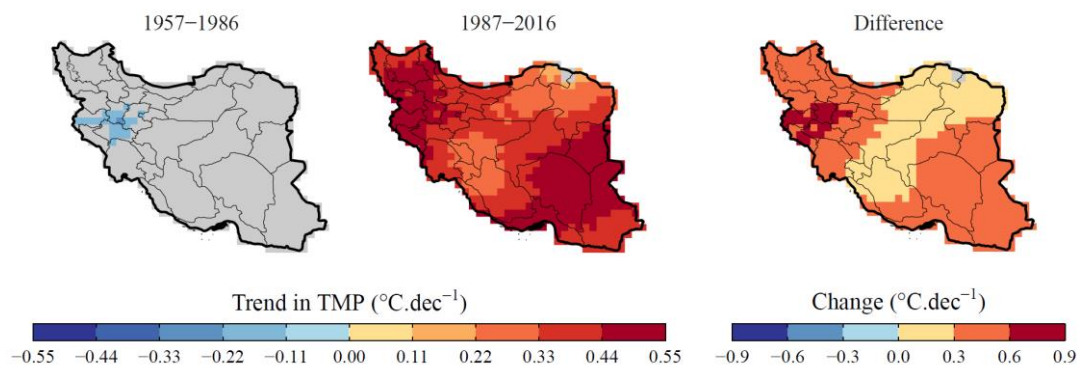 1957−1986
1987−2016
Difference
Trend in TMP (°C.dec⁻¹)
−0.55 −0.44 −0.33 −0.22 −0.11 0.00 0.11 0.22 0.33 0.44 0.55
Change (°C.dec⁻¹)
−0.9 −0.6 −0.3 0.0 0.3 0.6 0.9